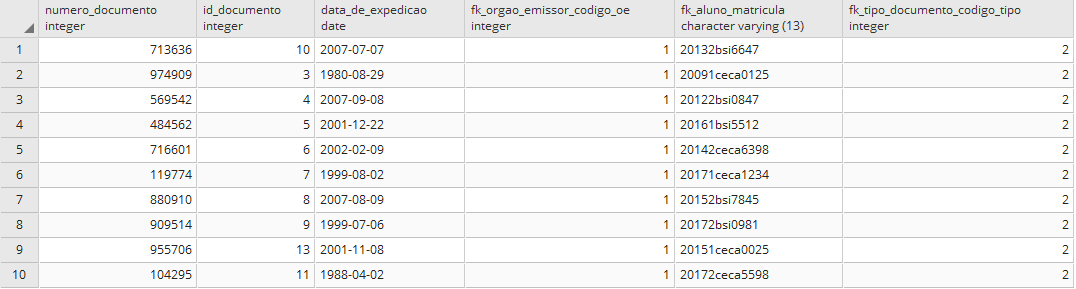 numero_documento id_documento data_de_expedicao fk_orgao_emissor_codigo_oe fk_aluno_matricula fk_tipo_documento_codigo_tipo
integer integer date integer character varying (13) integer
1 713636 10 2007-07-07 1 20132bsi6647 2
2 974909 3 1980-08-29 1 20091ceca0125 2
3 569542 4 2007-09-08 1 20122bsi0847 2
4 484562 5 2001-12-22 1 20161bsi5512 2
5 716601 6 2002-02-09 1 20142ceca6398 2
6 119774 7 1999-08-02 1 20171ceca1234 2
7 880910 8 2007-08-09 1 20152bsi7845 2
8 909514 9 1999-07-06 1 20172bsi0981 2
9 955706 13 2001-11-08 1 20151ceca0025 2
10 104295 11 1988-04-02 1 20172ceca5598 2